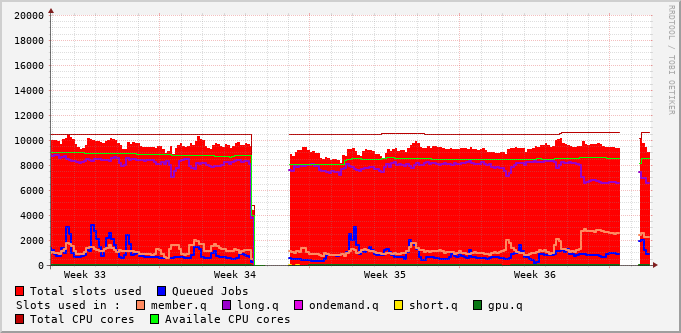 RRDTOOL / TOBI OETIKER
20000
18000
16000
14000
12000
10000
8000
6000
4000
2000
0
Week 33 Week 34 Week 35 Week 36
Total slots used Queued Jobs
Slots used in : member.q long.q ondemand.q short.q gpu.q
Total CPU cores Availale CPU cores